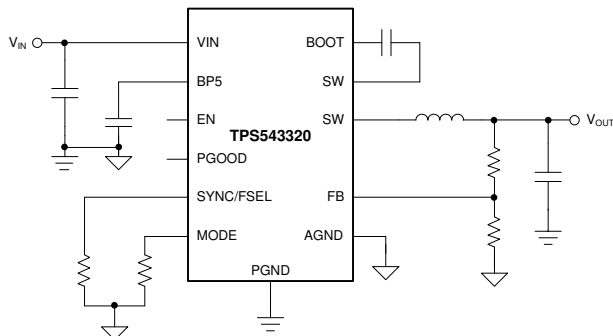 VIN
VIN
BOOT
BP5
SW
EN
SW
VOUT
TPS543320
PGOOD
SYNC/FSEL
FB
MODE
AGND
PGND